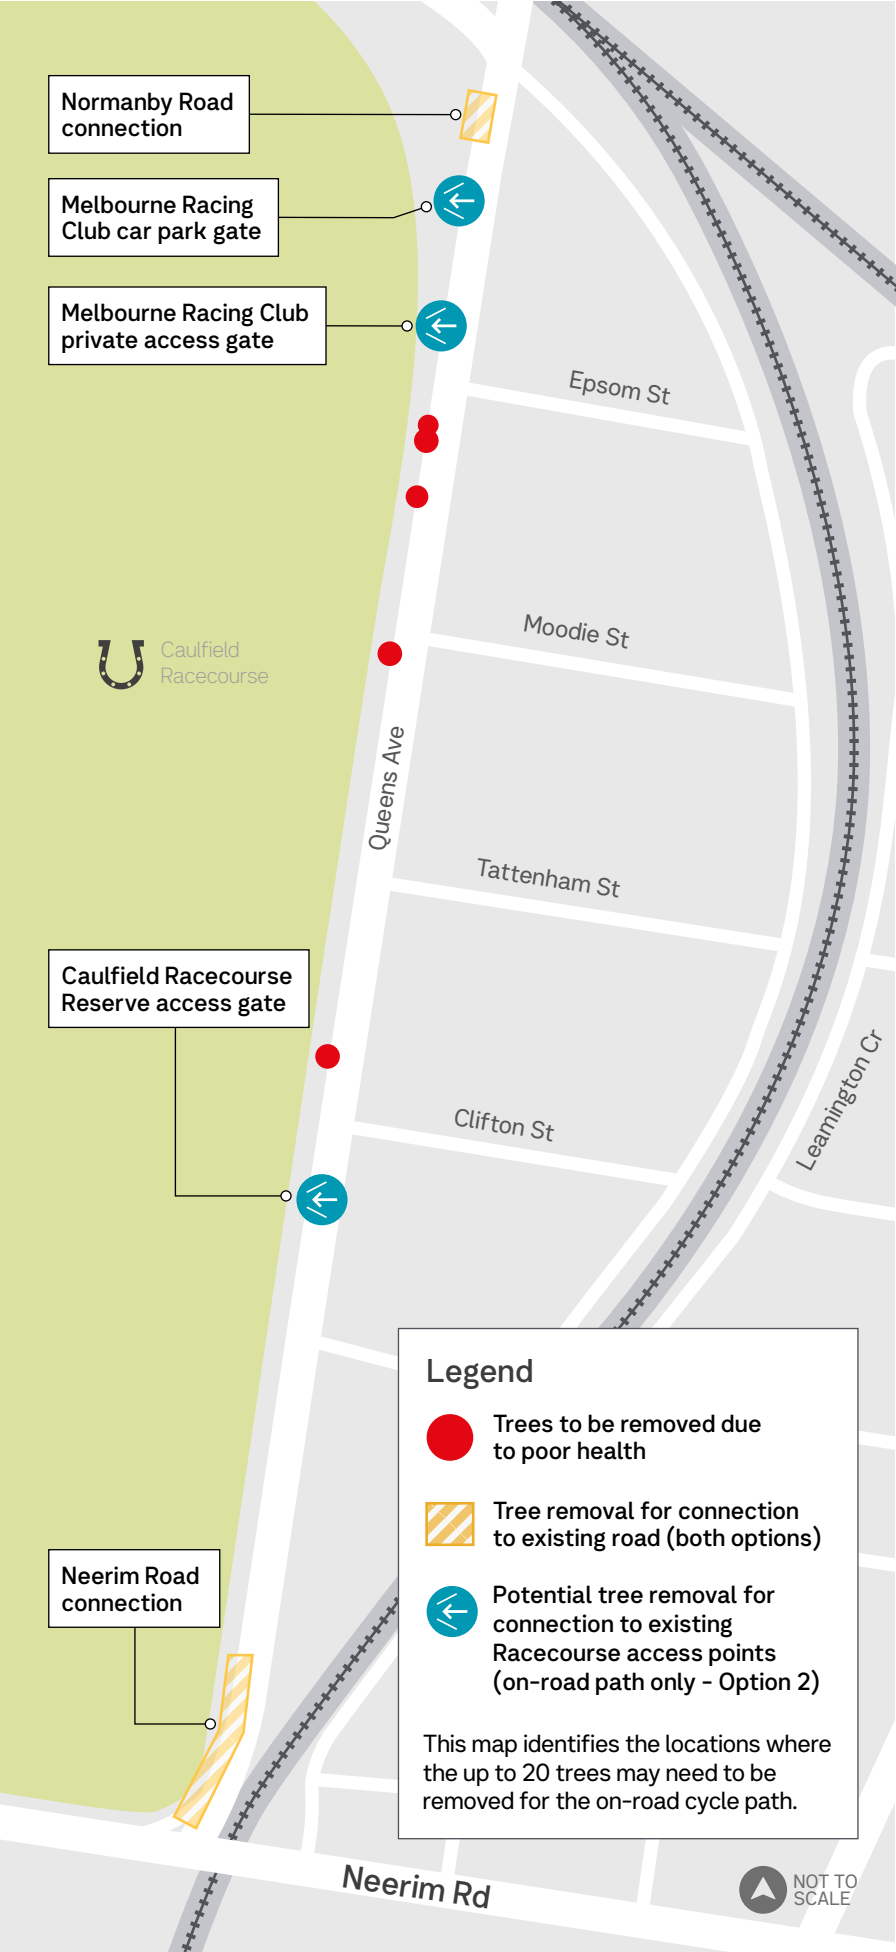 Normanby Road
connection
Melbourne Racing
Club car park gate
Melbourne Racing Club
private access gate
Epsom St
Moodie St
Caulfield
Racecourse
Queens Ave
Tattenham St
Caulfield Racecourse
Reserve access gate
Leamington Cr
Clifton St
Legend
Trees to be removed due
to poor health
Tree removal for connection
to existing road (both options)
Potential tree removal for
connection to existing
Racecourse access points
(on-road path only - Option 2)
This map identifies the locations where
the up to 20 trees may need to be
removed for the on-road cycle path.
Neerim Road
connection
Neerim Rd
NOT TO
SCALE